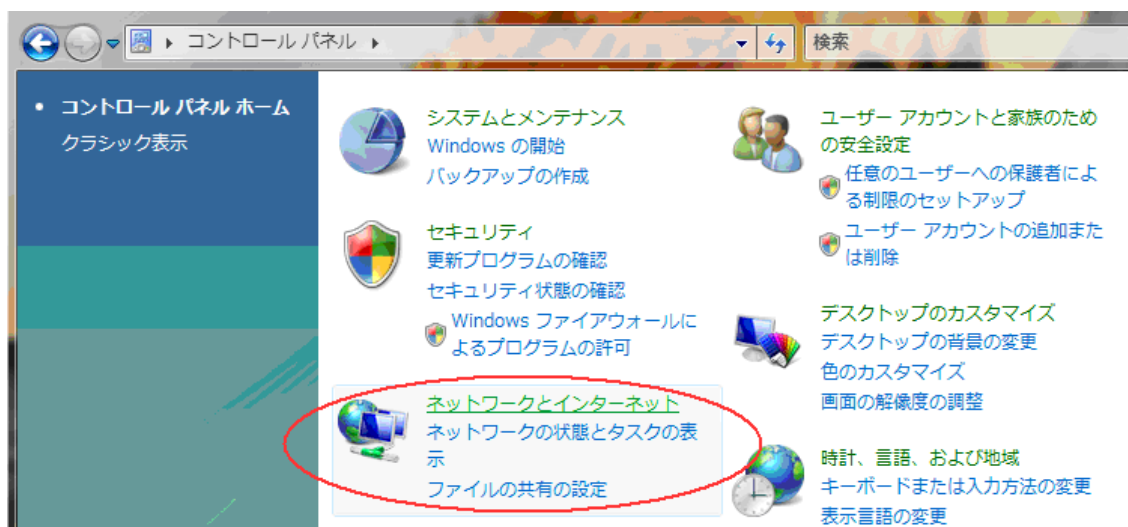 コントロール パネル
検索
コントロール パネル ホーム
クラシック表示
システムとメンテナンス
Windows の開始
バックアップの作成
セキュリティ
更新プログラムの確認
セキュリティ状態の確認
Windows ファイアウォールに
よるプログラムの許可
ネットワークとインターネット
ネットワークの状態とタスクの表
示
ファイルの共有の設定
ユーザー アカウントと家族のため
の安全設定
任意のユーザーへの保護者によ
る制限のセットアップ
ユーザー アカウントの追加また
は削除
デスクトップのカスタマイズ
デスクトップの背景の変更
色のカスタマイズ
画面の解像度の調整
時計、言語、および地域
キーボードまたは入力方法の変更
表示言語の変更